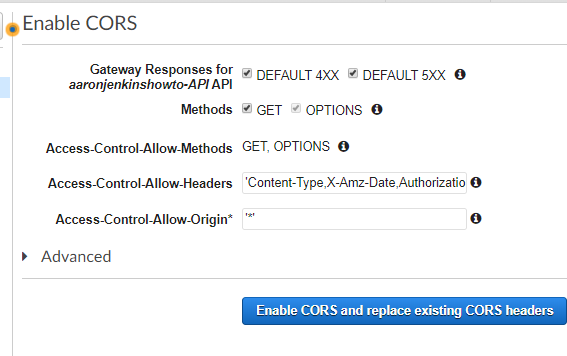 Enable CORS
Gateway Responses for DEFAULT 4XX DEFAULT 5XX
aaronjenkinshowto-API API
Methods GET OPTIONS
Access-Control-Allow-Methods GET, OPTIONS
Access-Control-Allow-Headers 'Content-Type,X-Amz-Date,Authorizatio
Access-Control-Allow-Origin* '*'
Advanced
Enable CORS and replace existing CORS headers